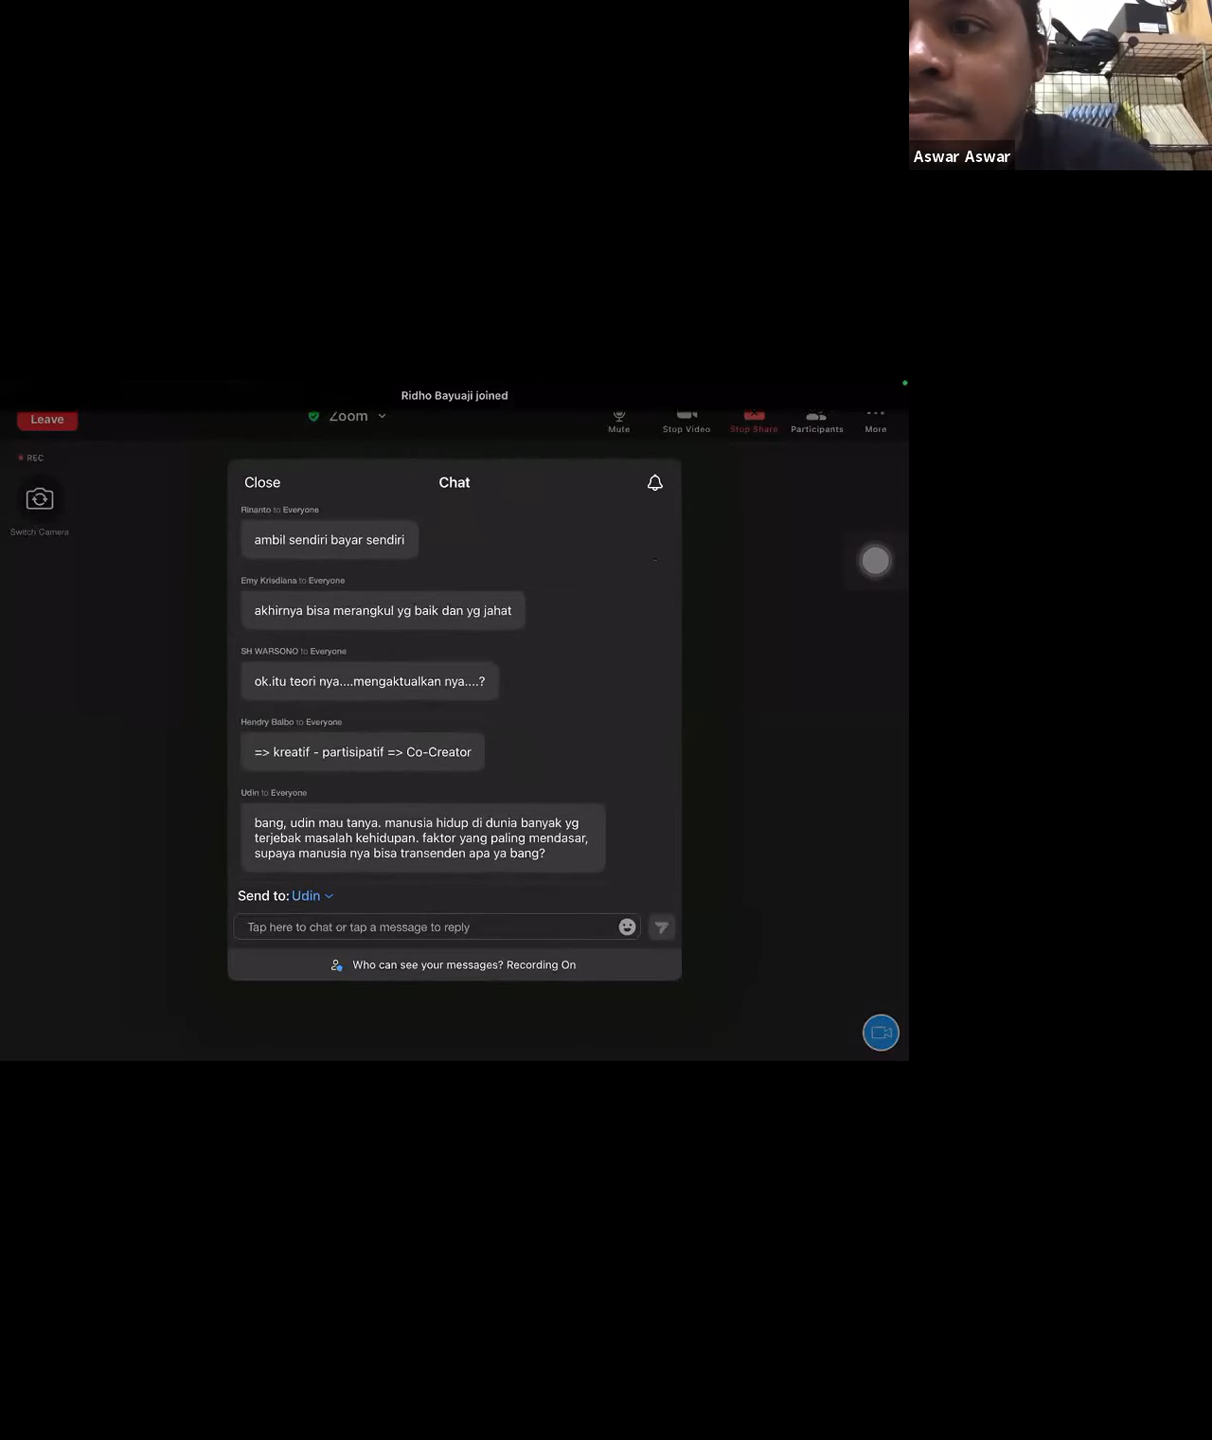 Aswar Aswar
Ridho Bayuaji joined
Leave
Zoom
Mute
Stop Video
Stop Share
Participants
More
REC
Switch Camera
Close
Chat
Rinanto to Everyone
ambil sendiri bayar sendiri
Emy Krisdiana to Everyone
akhirnya bisa merangkul yg baik dan yg jahat
SH WARSONO to Everyone
ok.itu teori nya....mengaktualkan nya....?
Hendry Balbo to Everyone
=> kreatif - partisipatif => Co-Creator
Udin to Everyone
bang, udin mau tanya. manusia hidup di dunia banyak yg
terjebak masalah kehidupan. faktor yang paling mendasar,
supaya manusia nya bisa transenden apa ya bang?
Send to: Udin
Tap here to chat or tap a message to reply
Who can see your messages? Recording On